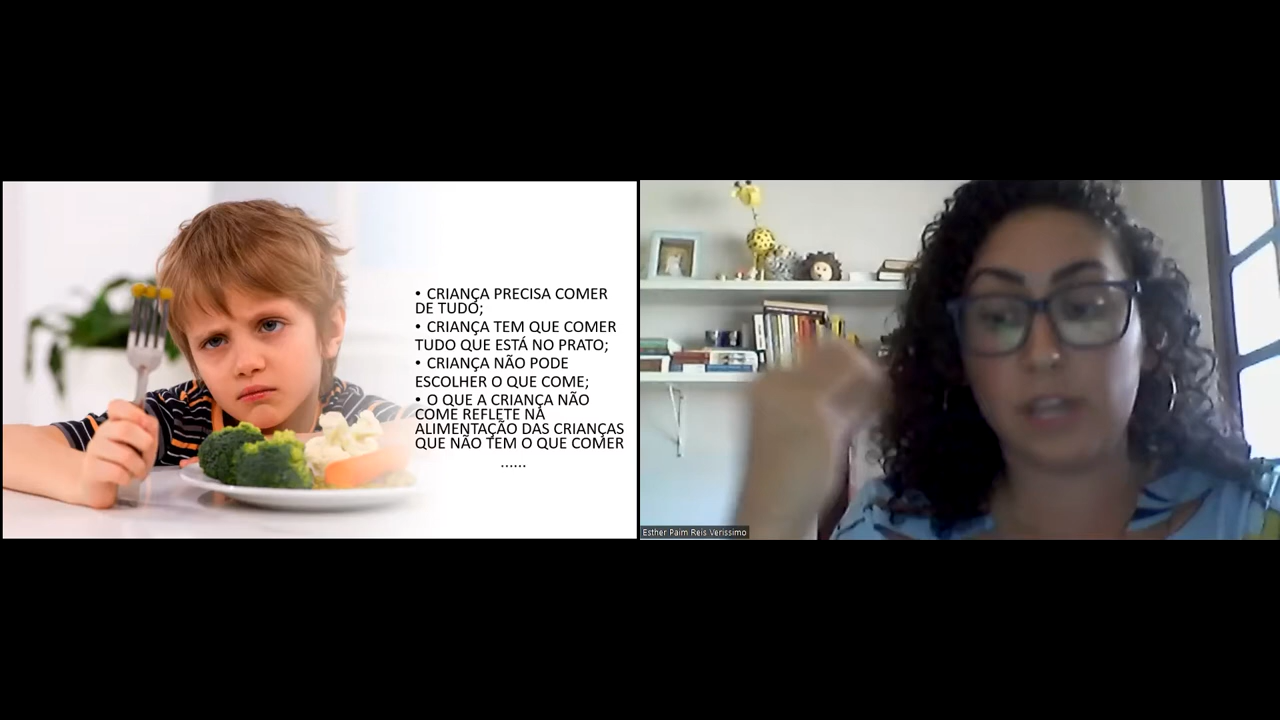 • CRIANÇA PRECISA COMER
DE TUDO;
• CRIANÇA TEM QUE COMER
TUDO QUE ESTÁ NO PRATO;
• CRIANÇA NÃO PODE
ESCOLHER O QUE COME;
• O QUE A CRIANÇA NÃO
COME REFLETE NA
ALIMENTAÇÃO DAS CRIANÇAS
QUE NÃO TEM O QUE COMER
......
Esther Paim Reis Verissimo